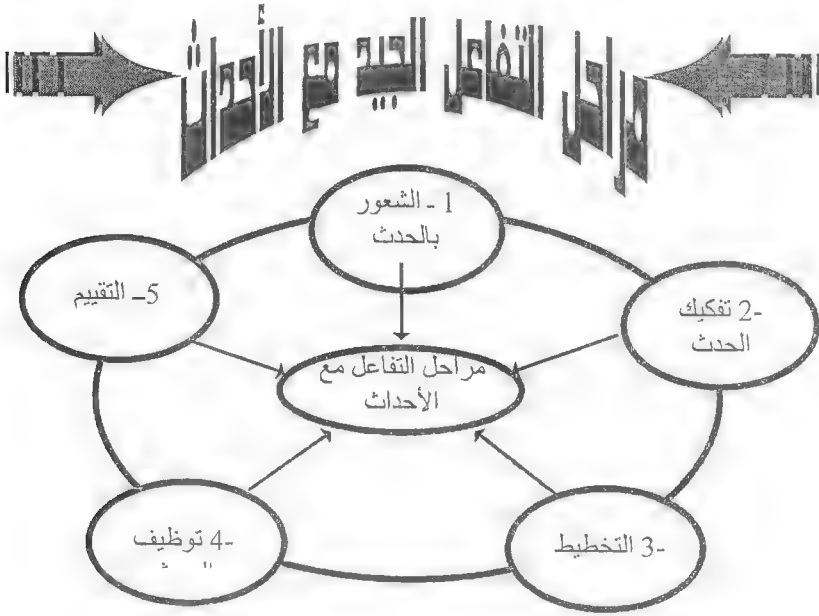 مراحل التفاعل الجيد مع الأحداث
1 - الشعور
بالحدث
2- تفكيك
الحدث
3- التخطيط
4- توظيف
5– التقييم
مراحل التفاعل مع
الأحداث